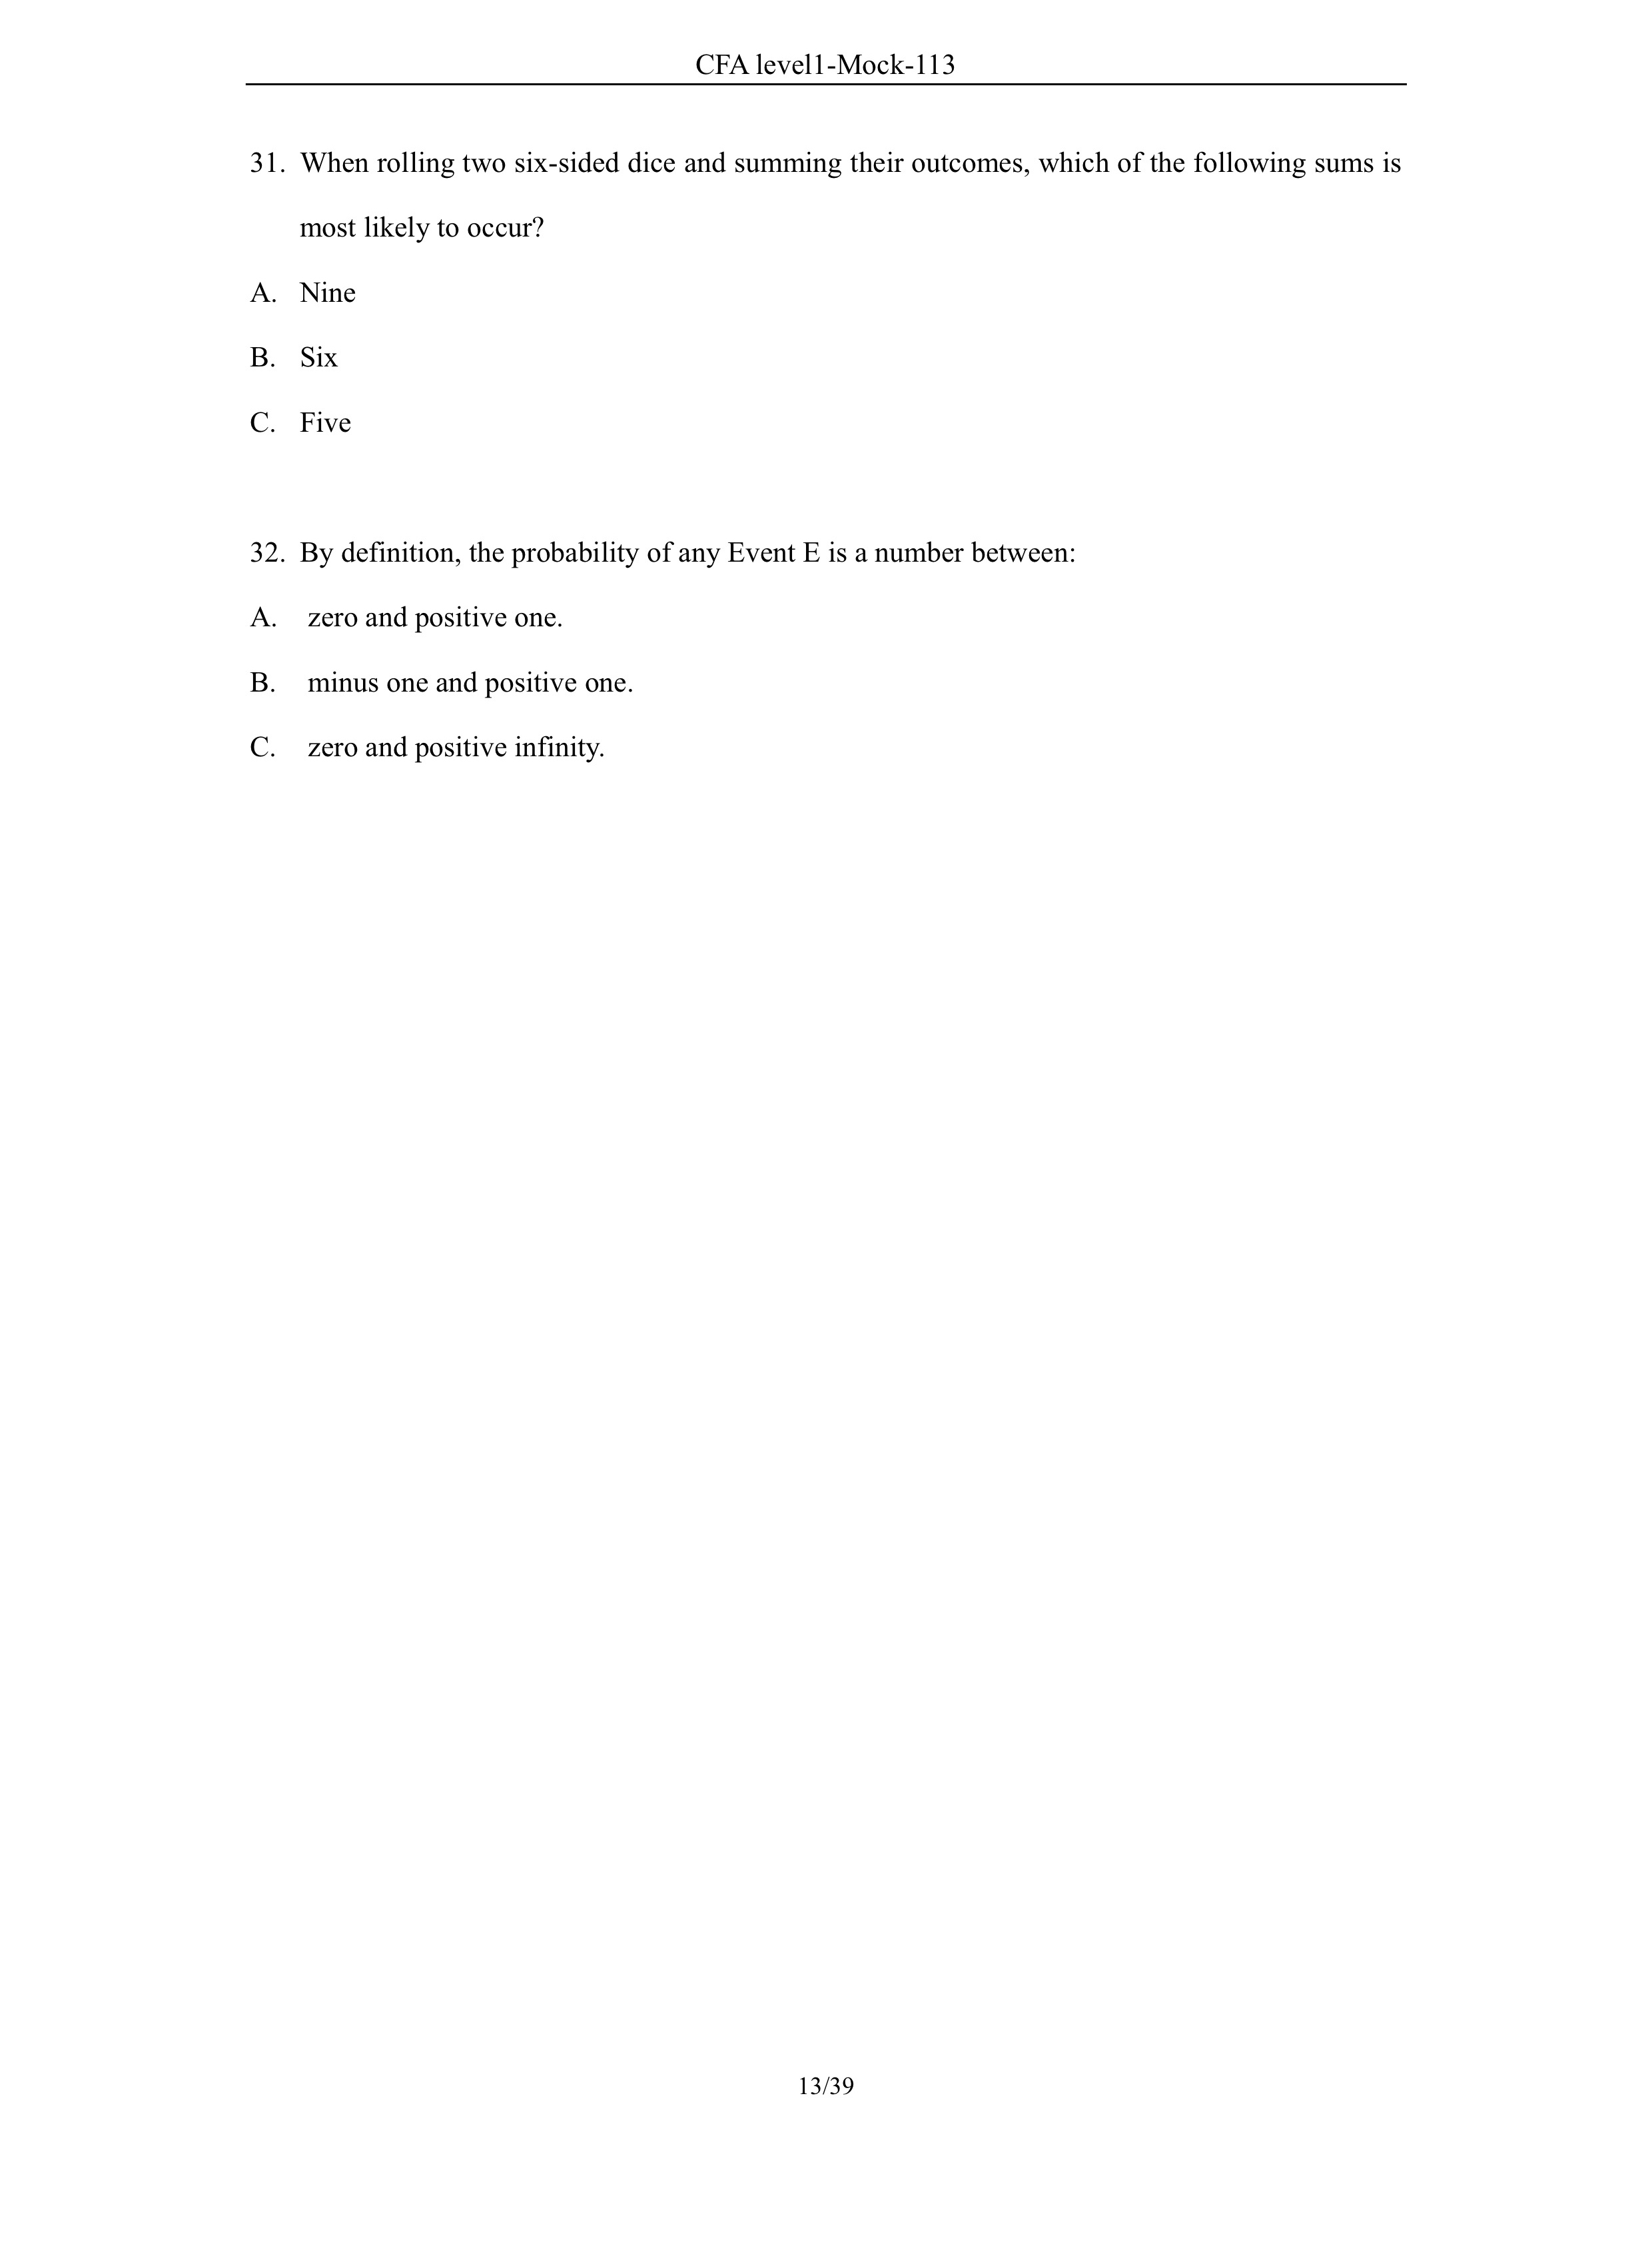 CFA level1-Mock-113
31. When rolling two six-sided dice and summing their outcomes, which of the following sums is
most likely to occur?
A. Nine
B. Six
C. Five
32. By definition, the probability of any Event E is a number between:
A. zero and positive one.
B. minus one and positive one.
C. zero and positive infinity.
13/39